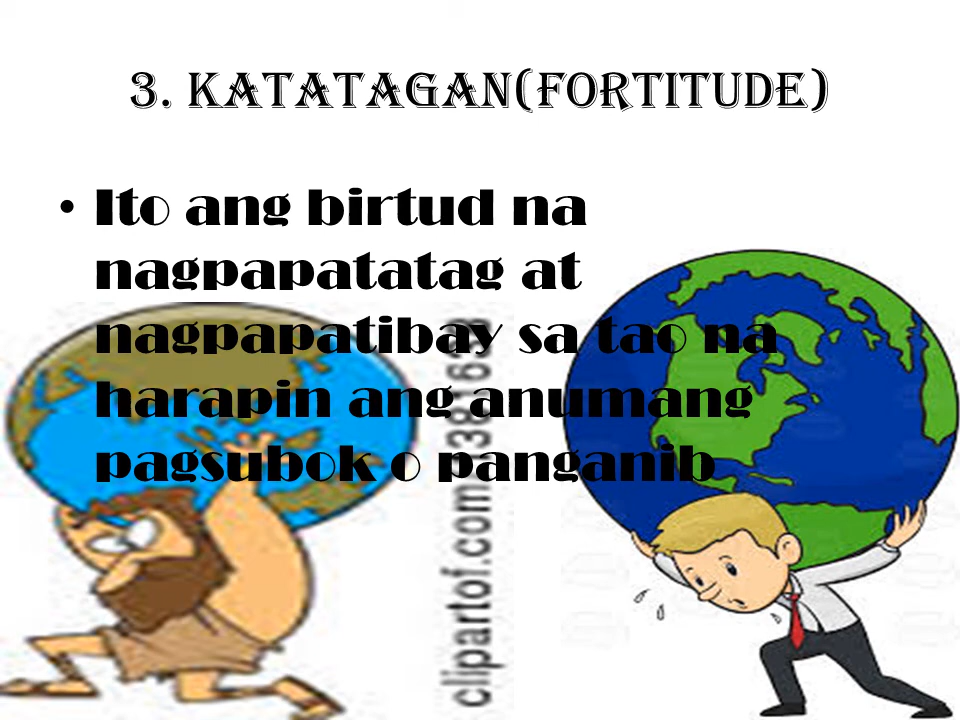 3. KATATAGAN(FORTITUDE)
• Ito ang birtud na
nagpapatatag at
nagpapatibay sa tao na
harapin ang anumang
pagsubok o panganib
clipartof.com/